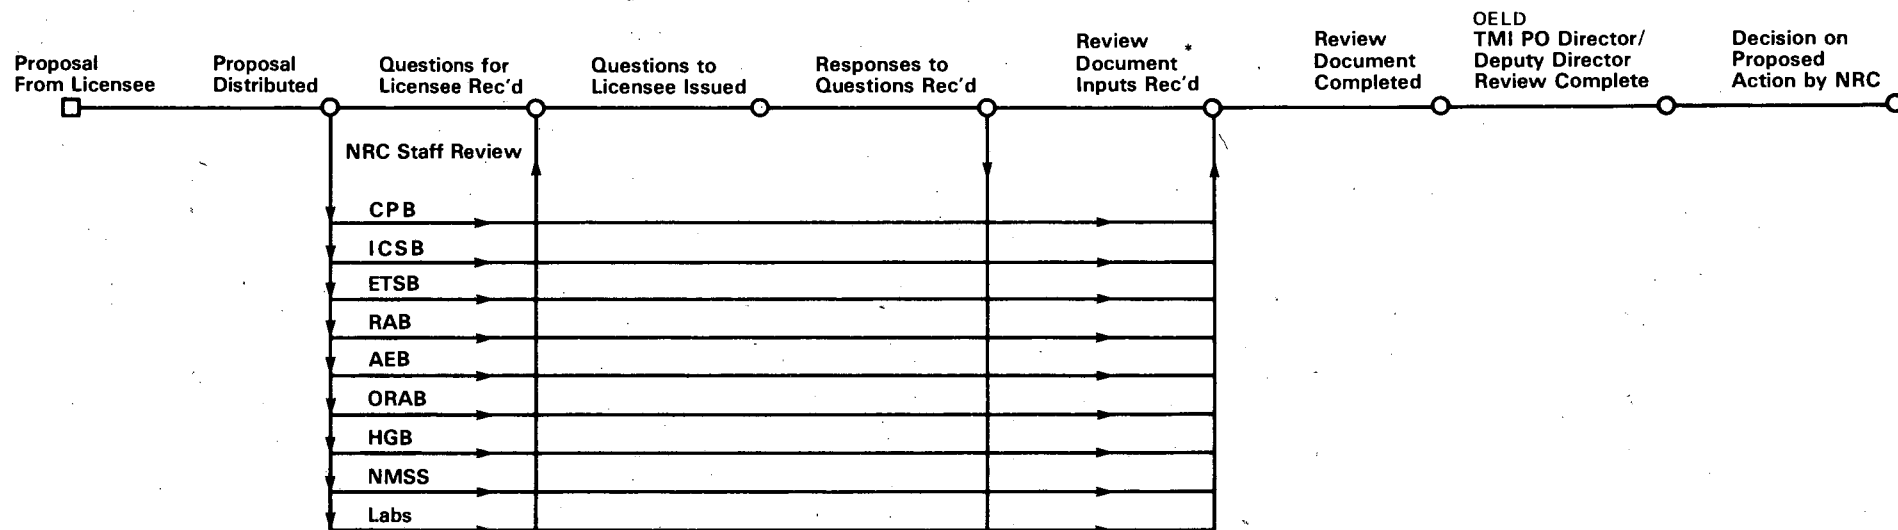 Proposal
From Licensee
Proposal
Distributed
Questions for
Licensee Rec'd
Questions to
Licensee Issued
Responses to
Questions Rec'd
Review *
Document
Inputs Rec'd
Review
Document
Completed
OELD
TMI PO Director/
Deputy Director
Review Complete
Decision on
Proposed
Action by NRC
NRC Staff Review
CPB
ICSB
ETSB
RAB
AEB
ORAB
HGB
NMSS
Labs